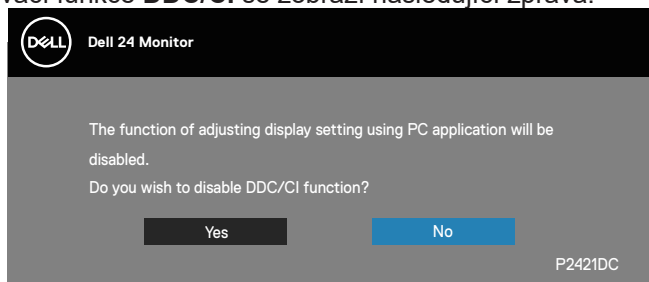 funkce DDC/CI se zobrazí následující zpráva:
DELL
Dell 24 Monitor
The function of adjusting display setting using PC application will be
disabled.
Do you wish to disable DDC/CI function?
Yes
No
P2421DC